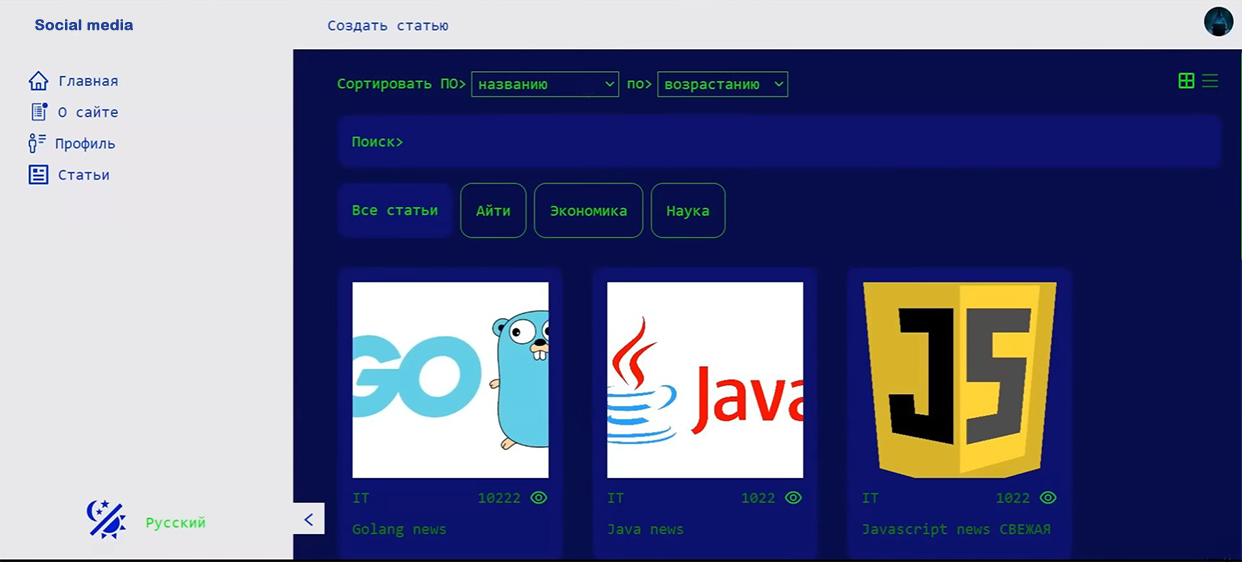 Social media
Создать статью
Главная
О сайте
Профиль
Статьи
Русский
<
Сортировать ПО> названию по> возрастанию
Поиск>
Все статьи Айти Экономика Наука
GO Java JS
IT 10222 IT 1022 IT 1022
Golang news Java news Javascript news СВЕЖАЯ